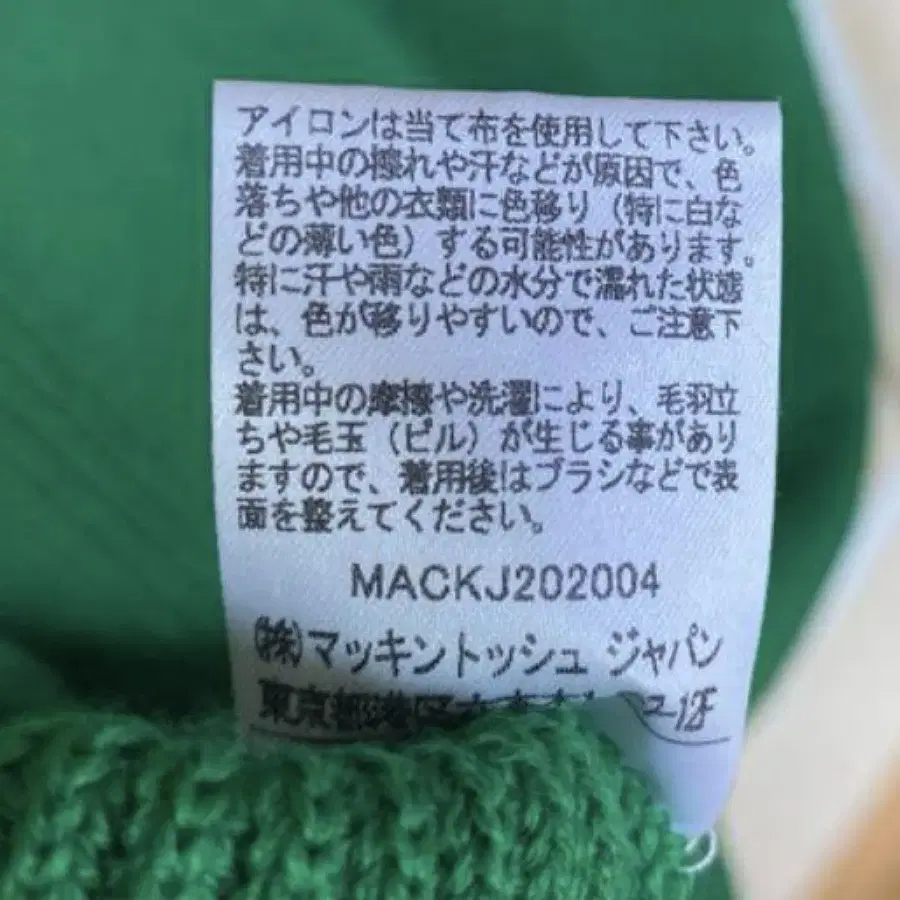 アイロンは当て布を使用して下さい。
着用中の擦れや汗などが原因で、色
落ちや他の衣類に色移り（特に白な
どの薄い色）する可能性があります。
特に汗や雨などの水分で濡れた状態
は、色が移りやすいので、ご注意下
さい。
着用中の摩擦や洗濯により、毛羽立
ちや毛玉（ピル）が生じる事があり
ますので、着用後はブラシなどで表
面を整えてください。
MACKJ202004
(株)マッキントッシュ ジャパン
東京都港区